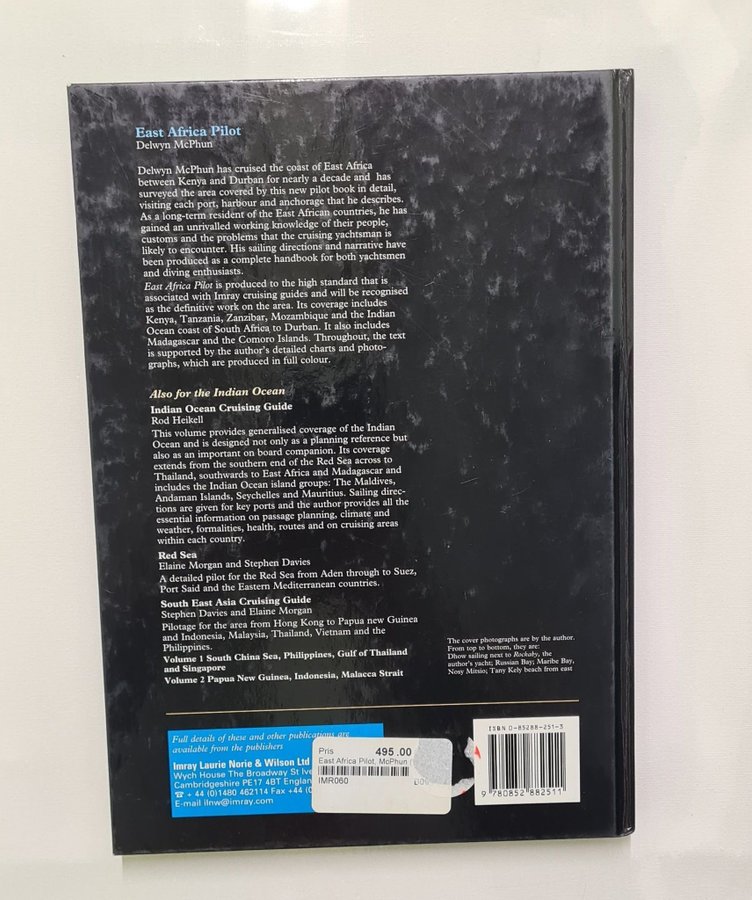 East Africa Pilot
Delwyn McPhun
Delwyn McPhun has cruised the coast of East Africa
between Kenya and Durban for nearly a decade and has
surveyed the area covered by this new pilot book in detail,
visiting each port, harbour and anchorage that he describes.
As a long-term resident of the East African countries, he has
gained an unrivalled working knowledge of their people,
customs and the problems that the cruising yachtsman is
likely to encounter. His sailing directions and narrative have
been produced as a complete handbook for both yachtsmen
and diving enthusiasts.
East Africa Pilot is produced to the high standard that is
associated with Imray cruising guides and will be recognised
as the definitive work on the area. Its coverage includes
Kenya, Tanzania, Zanzibar, Mozambique and the Indian
Ocean coast of South Africa to Durban. It also includes
Madagascar and the Comoro Islands. Throughout, the text
is supported by the author's detailed charts and photo-
graphs, which are produced in full colour.
Also for the Indian Ocean
Indian Ocean Cruising Guide
Rod Heikell
This volume provides generalised coverage of the Indian
Ocean and is designed not only as a planning reference but
also as an important on board companion. Its coverage
extends from the southern end of the Red Sea across to
Thailand, southwards to East Africa and Madagascar and
includes the Indian Ocean island groups: The Maldives,
Andaman Islands, Seychelles and Mauritius. Sailing direc-
tions are given for key ports and the author provides all the
essential information on passage planning, climate and
weather, formalities, health, routes and on cruising areas
within each country.
Red Sea
Elaine Morgan and Stephen Davies
A detailed pilot for the Red Sea from Aden through to Suez,
Port Said and the Eastern Mediterranean countries.
South East Asia Cruising Guide
Stephen Davies and Elaine Morgan
Pilotage for the area from Hong Kong to Papua new Guinea
and Indonesia, Malaysia, Thailand, Vietnam and the
Philippines.
Volume 1 South China Sea, Philippines, Gulf of Thailand
and Singapore
Volume 2 Papua New Guinea, Indonesia, Malacca Strait
The cover photographs are by the author.
From top to bottom, they are:
Dhow sailing next to Rockaby, the
author's yacht; Russian Bay; Maribe Bay,
Nosy Mitsio; Tany Kely beach from east
Full details of these and other publications are
available from the publishers
Imray Laurie Norie & Wilson Ltd
Wych House The Broadway St Ive
Cambridgeshire PE17 4BT England
☎ + 44 (0)1480 462114 Fax +44 (0
E-mail ilnw@imray.com
Pris 495.00
East Africa Pilot, McPhun
IMR060
ISBN 0-85288-251-3
9 780852 882511